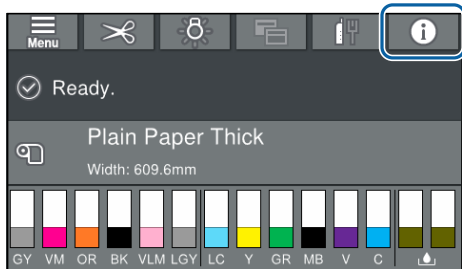 Menu
i
Ready.
Plain Paper Thick
Width: 609.6mm
GY VM OR BK VLM LGY LC Y GR MB V C